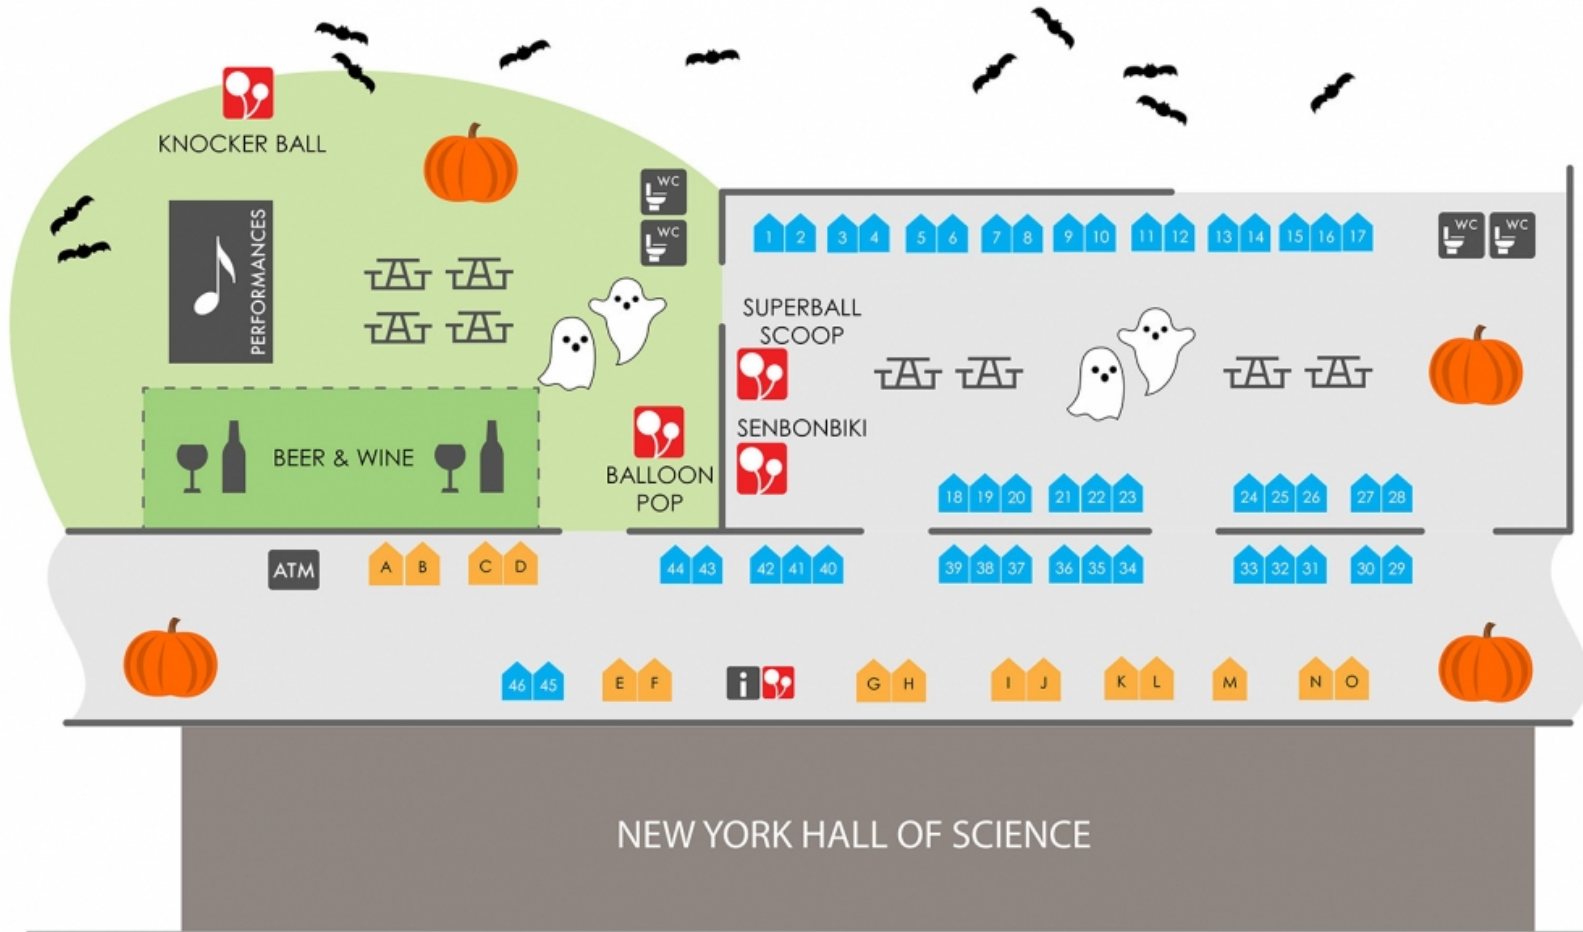 KNOCKER BALL
PERFORMANCES
WC
WC
BEER & WINE
BALLOON
POP
1 2 3 4 5 6 7 8 9 10 11 12 13 14 15 16 17
WC WC
SUPERBALL
SCOOP
SENBONBIKI
18 19 20 21 22 23 24 25 26 27 28
ATM A B C D 44 43 42 41 40 39 38 37 36 35 34 33 32 31 30 29
46 45 E F i G H I J K L M N O
NEW YORK HALL OF SCIENCE